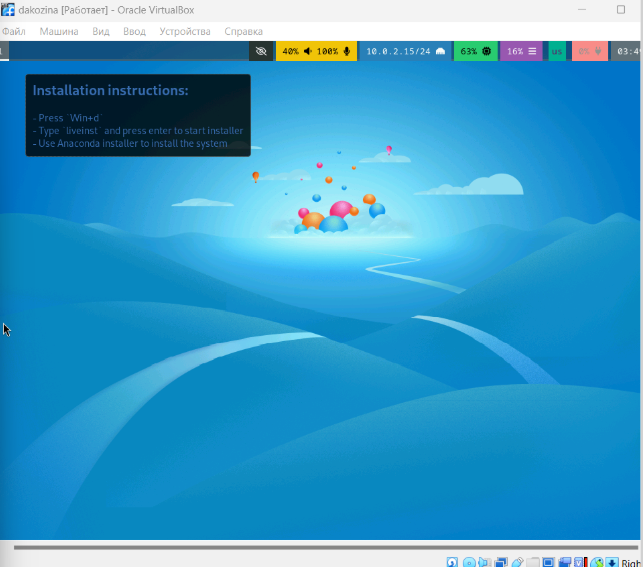 dakozina [Работает] - Oracle VirtualBox
Файл Машина Вид Ввод Устройства Справка
40% 100% 10.0.2.15/24 63% 16% us 0% 03:4
Installation instructions:
- Press `Win+d`
- Type `liveinst` and press enter to start installer
- Use Anaconda installer to install the system
Righ